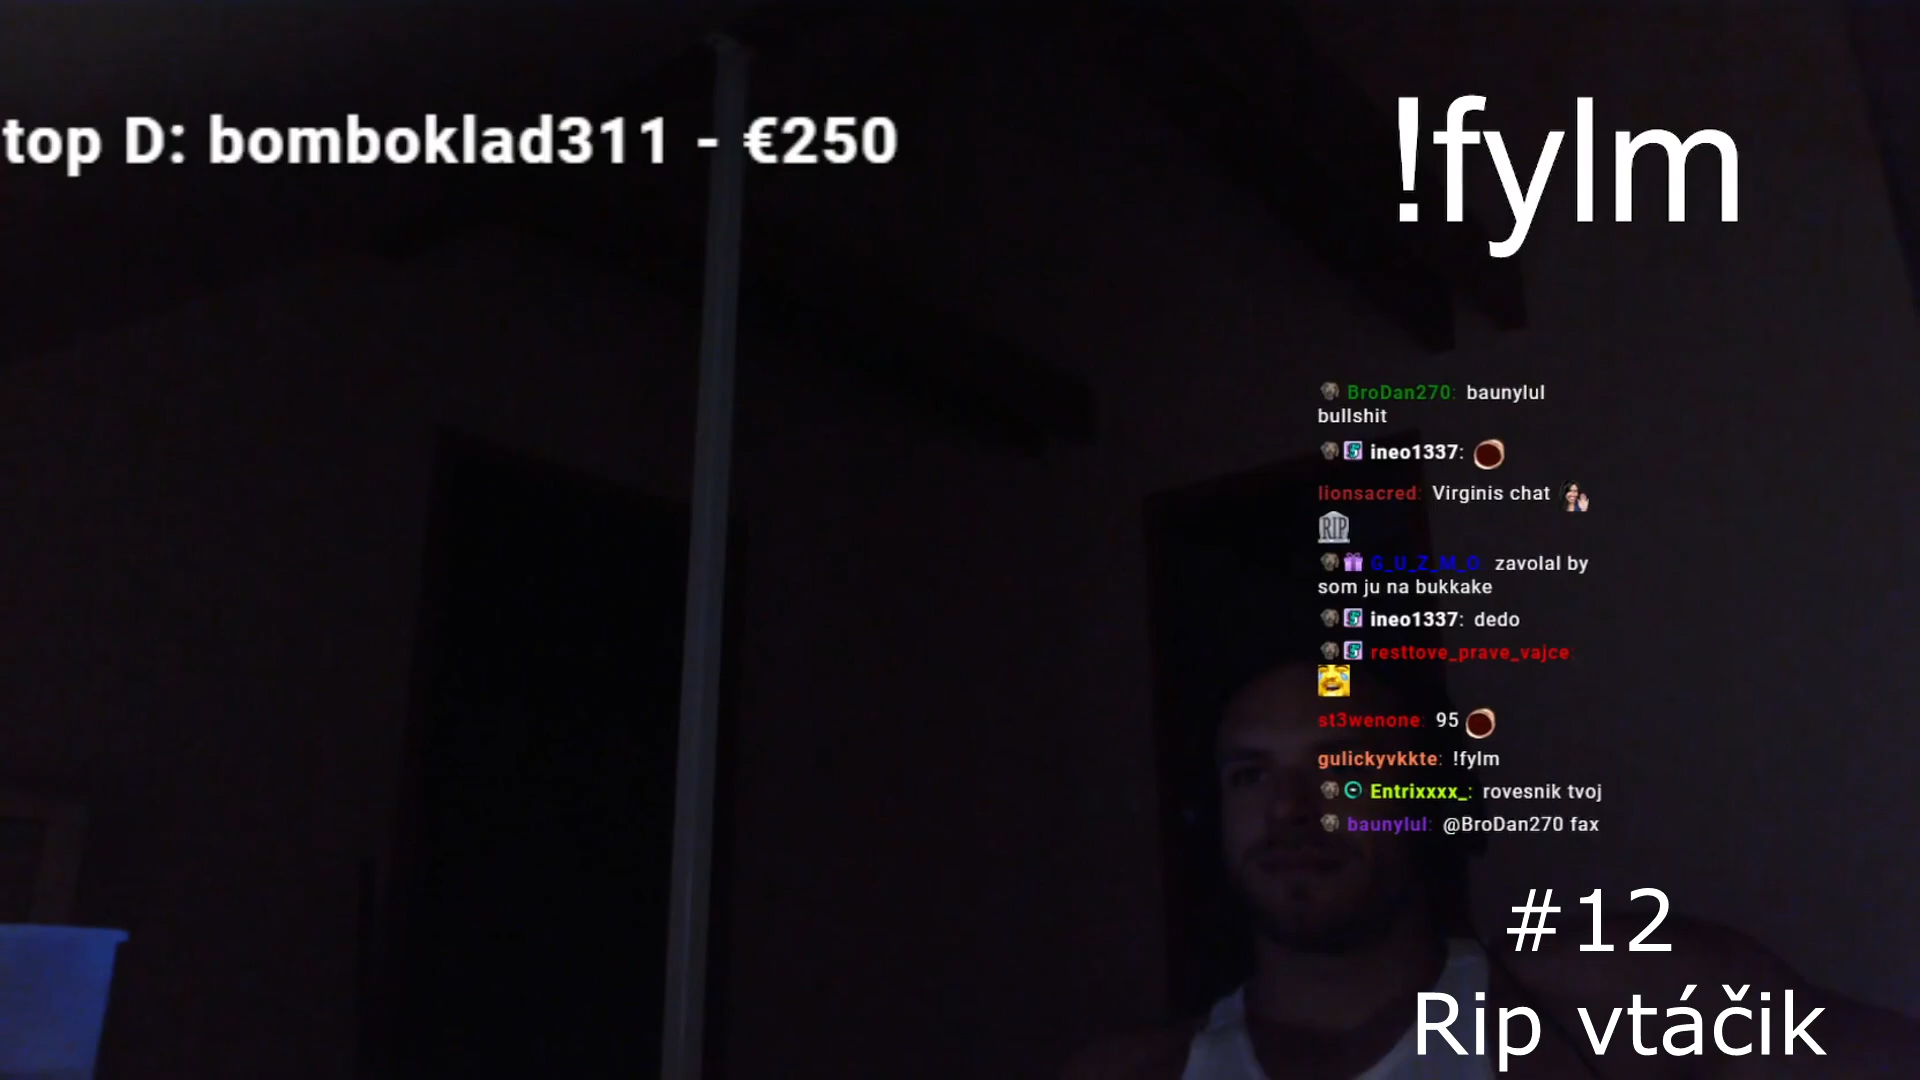 top D: bomboklad311 - €250
!fylm
BroDan270: baunylul
bullshit
ineo1337:
lionsacred: Virginis chat
RIP
G_U_Z_M_O: zavolal by
som ju na bukkake
ineo1337: dedo
resttove_prave_vajce:
st3wenone: 95
gulickyvkkte: !fylm
Entrixxxx_: rovesnik tvoj
baunylul: @BroDan270 fax
#12
Rip vtáčik